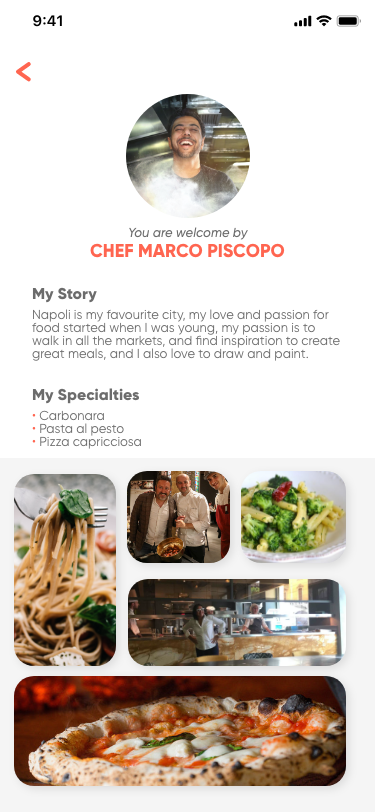 9:41
You are welcome by
CHEF MARCO PISCOPO
My Story
Napoli is my favourite city, my love and passion for
food started when I was young, my passion is to
walk in all the markets, and find inspiration to create
great meals, and I also love to draw and paint.
My Specialties
• Carbonara
• Pasta al pesto
• Pizza capricciosa